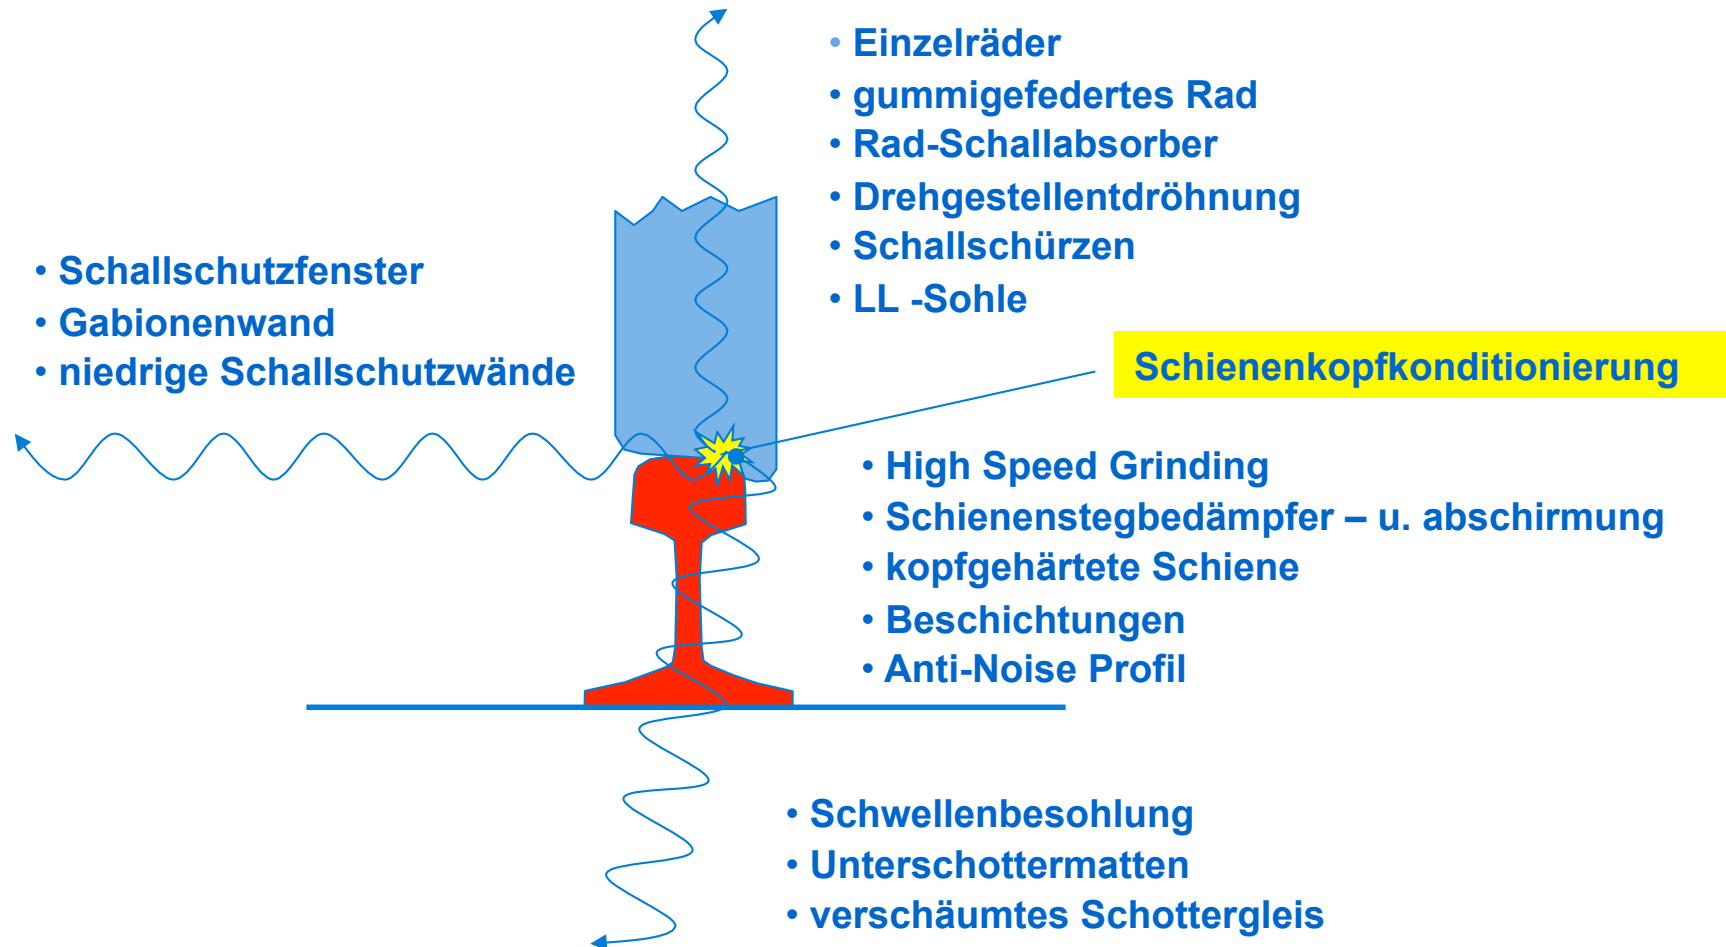 • Einzelräder
• gummigefedertes Rad
• Rad-Schallabsorber
• Drehgestellentdröhnung
• Schallschürzen
• LL -Sohle
• Schallschutzfenster
• Gabionenwand
• niedrige Schallschutzwände
Schienenkopfkonditionierung
• High Speed Grinding
• Schienenstegbedämpfer – u. abschirmung
• kopfgehärtete Schiene
• Beschichtungen
• Anti-Noise Profil
• Schwellenbesohlung
• Unterschottermatten
• verschäumtes Schottergleis